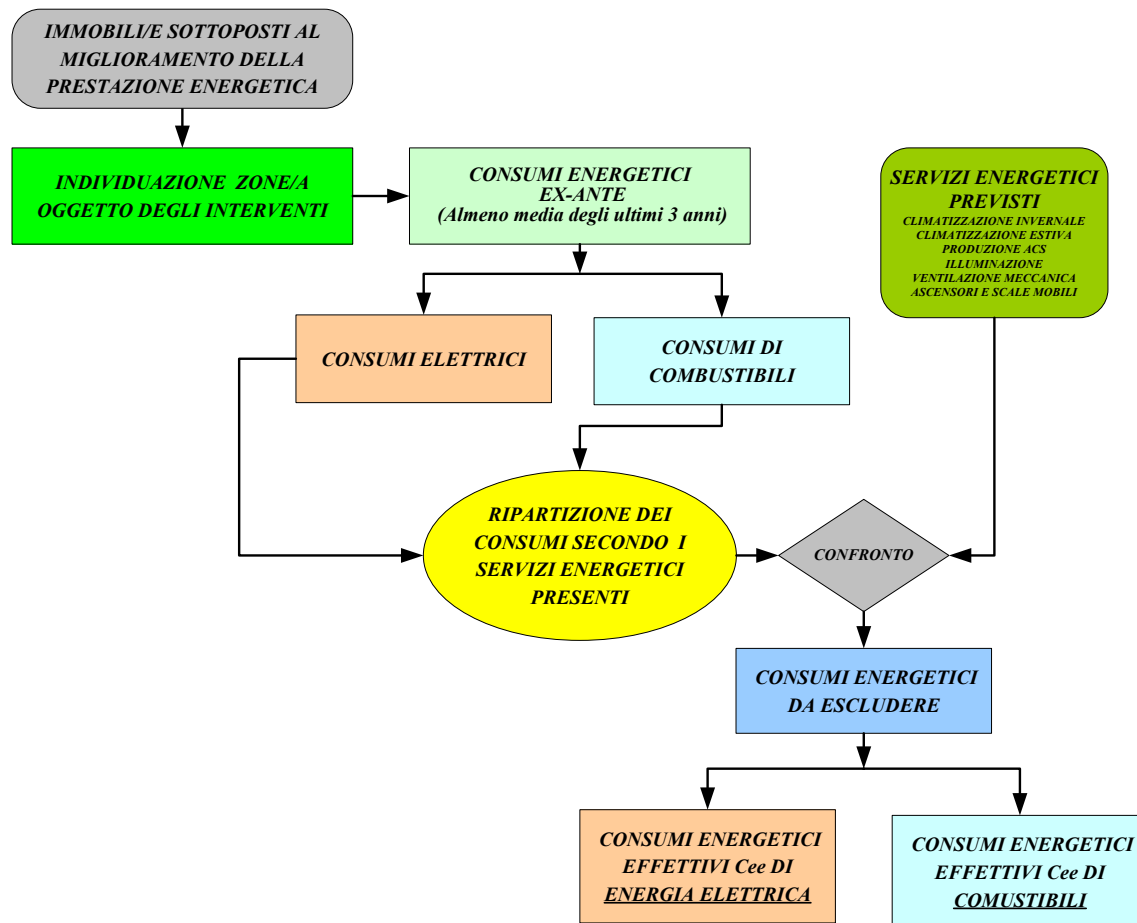 IMMOBILI/E SOTTOPOSTI AL
MIGLIORAMENTO DELLA
PRESTAZIONE ENERGETICA
INDIVIDUAZIONE ZONE/A
OGGETTO DEGLI INTERVENTI
CONSUMI ENERGETICI
EX-ANTE
(Almeno media degli ultimi 3 anni)
SERVIZI ENERGETICI
PREVISTI
CLIMATIZZAZIONE INVERNALE
CLIMATIZZAZIONE ESTIVA
PRODUZIONE ACS
ILLUMINAZIONE
VENTILAZIONE MECCANICA
ASCENSORI E SCALE MOBILI
CONSUMI ELETTRICI
CONSUMI DI
COMBUSTIBILI
RIPARTIZIONE DEI
CONSUMI SECONDO I
SERVIZI ENERGETICI
PRESENTI
CONFRONTO
CONSUMI ENERGETICI
DA ESCLUDERE
CONSUMI ENERGETICI
EFFETTIVI Cee DI
ENERGIA ELETTRICA
CONSUMI ENERGETICI
EFFETTIVI Cee DI
COMUSTIBILI